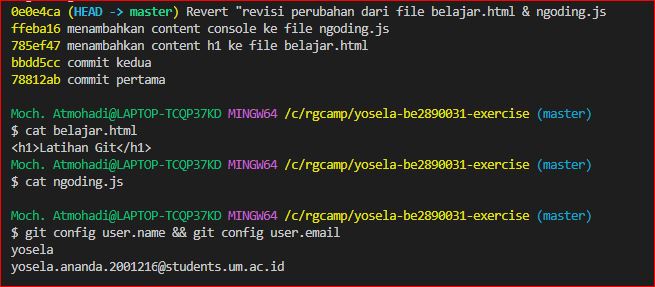 0e0e4ca (HEAD -> master) Revert "revisi perubahan dari file belajar.html & ngoding.js
ffeba16 menambahkan content console ke file ngoding.js
785ef47 menambahkan content h1 ke file belajar.html
bbdd5cc commit kedua
78812ab commit pertama
Moch. Atmohadi@LAPTOP-TCQP37KD MINGW64 /c/rgcamp/yosela-be2890031-exercise (master)
$ cat belajar.html
<h1>Latihan Git</h1>
Moch. Atmohadi@LAPTOP-TCQP37KD MINGW64 /c/rgcamp/yosela-be2890031-exercise (master)
$ cat ngoding.js
Moch. Atmohadi@LAPTOP-TCQP37KD MINGW64 /c/rgcamp/yosela-be2890031-exercise (master)
$ git config user.name && git config user.email
yosela
yosela.ananda.2001216@students.um.ac.id